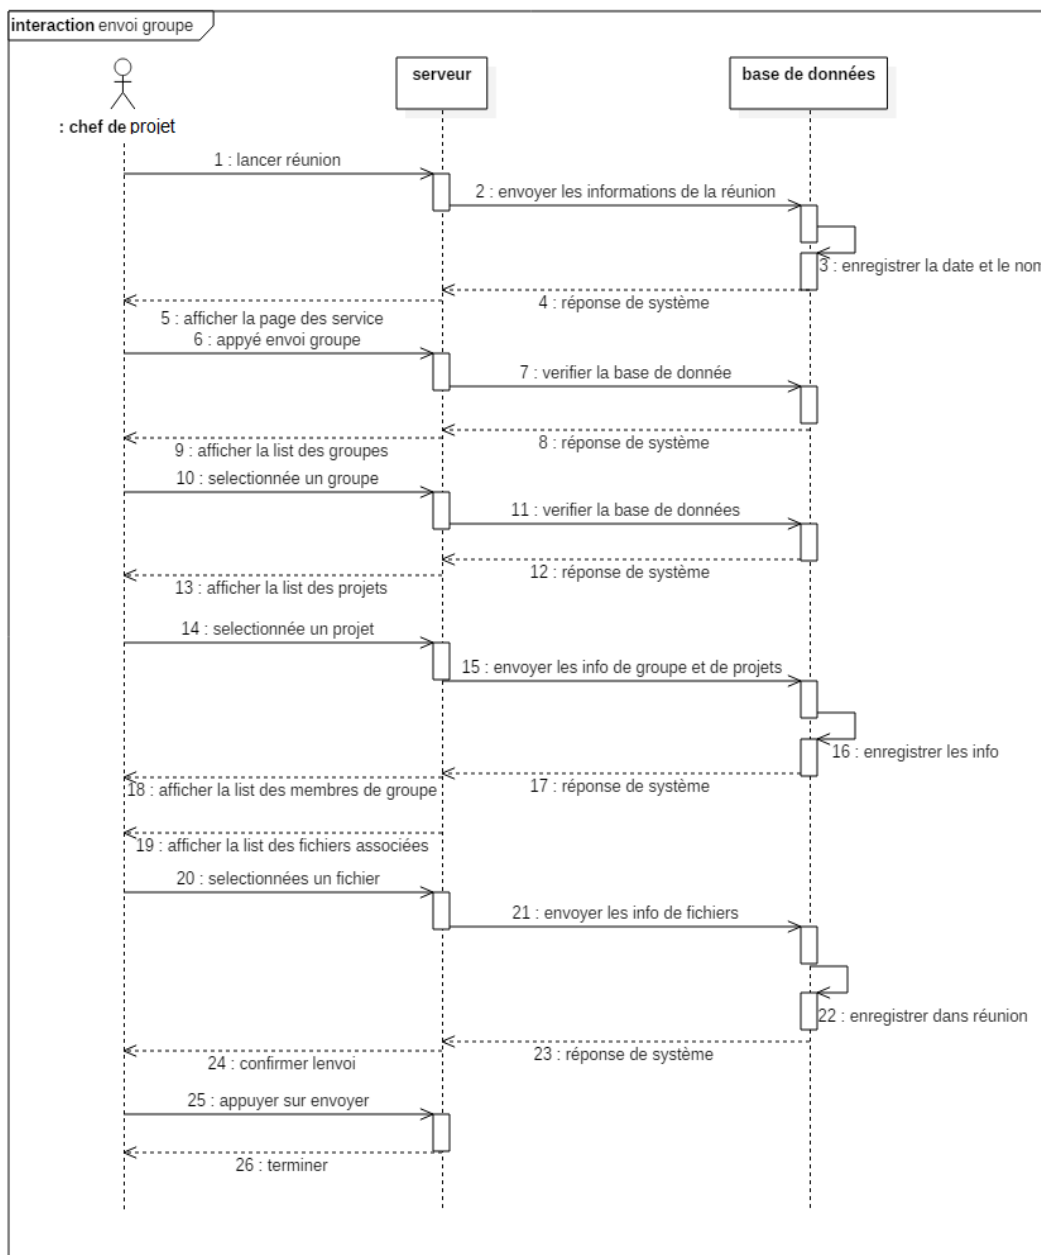 interaction envoi groupe
serveur
base de données
: chef de projet
1 : lancer réunion
2 : envoyer les informations de la réunion
3 : enregistrer la date et le nom
4 : réponse de système
5 : afficher la page des service
6 : appyé envoi groupe
7 : verifier la base de donnée
8 : réponse de système
9 : afficher la list des groupes
10 : selectionnée un groupe
11 : verifier la base de données
12 : réponse de système
13 : afficher la list des projets
14 : selectionnée un projet
15 : envoyer les info de groupe et de projets
16 : enregistrer les info
17 : réponse de système
18 : afficher la list des membres de groupe
19 : afficher la list des fichiers associées
20 : selectionnées un fichier
21 : envoyer les info de fichiers
22 : enregistrer dans réunion
23 : réponse de système
24 : confirmer lenvoi
25 : appuyer sur envoyer
26 : terminer